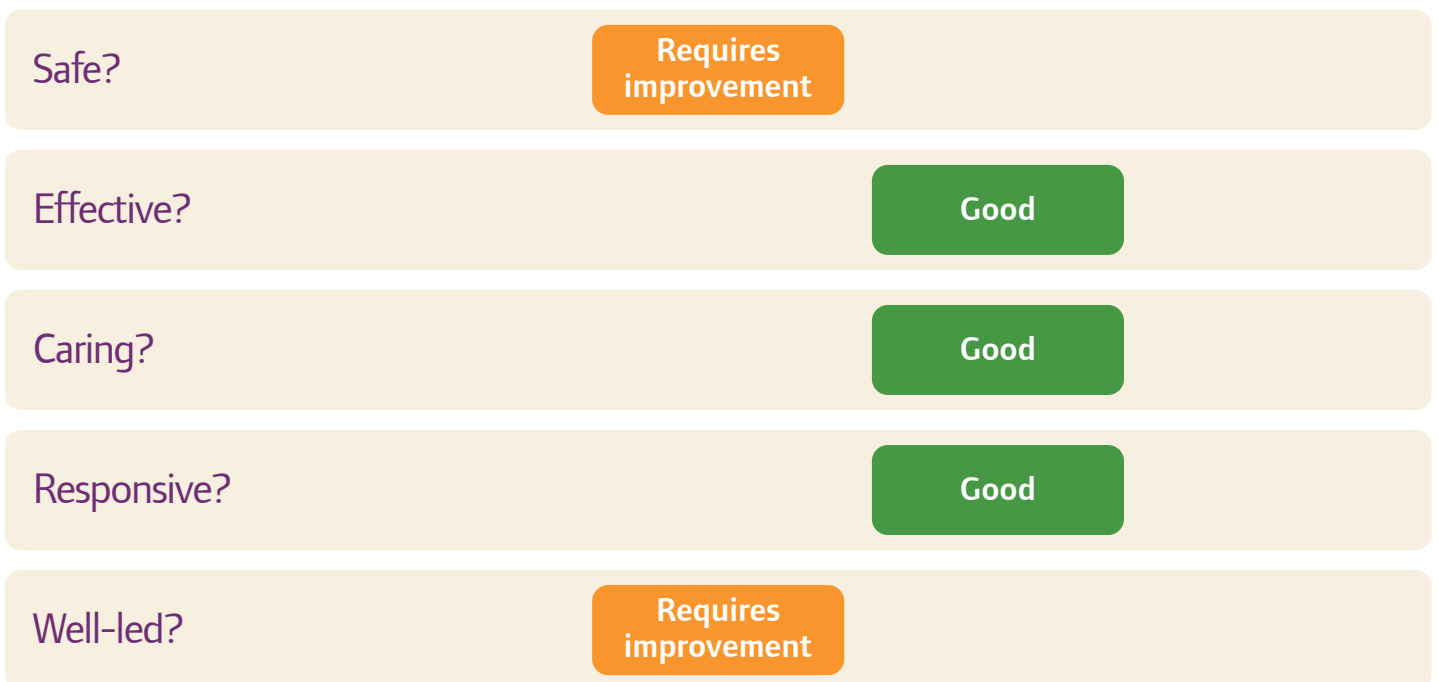 Safe?
Requires
improvement
Effective?
Good
Caring?
Good
Responsive?
Good
Well-led?
Requires
improvement